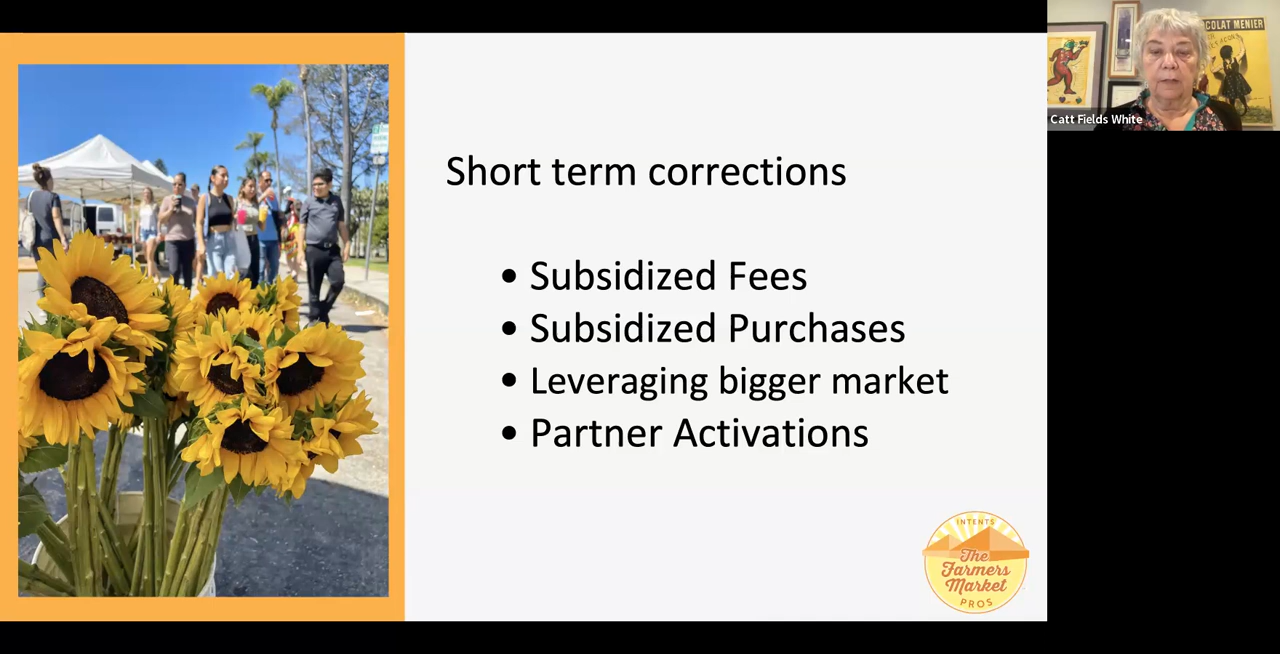 Short term corrections
• Subsidized Fees
• Subsidized Purchases
• Leveraging bigger market
• Partner Activations
INTENTS
The
Farmers
Market
PROS
COLAT MENIER
Catt Fields White